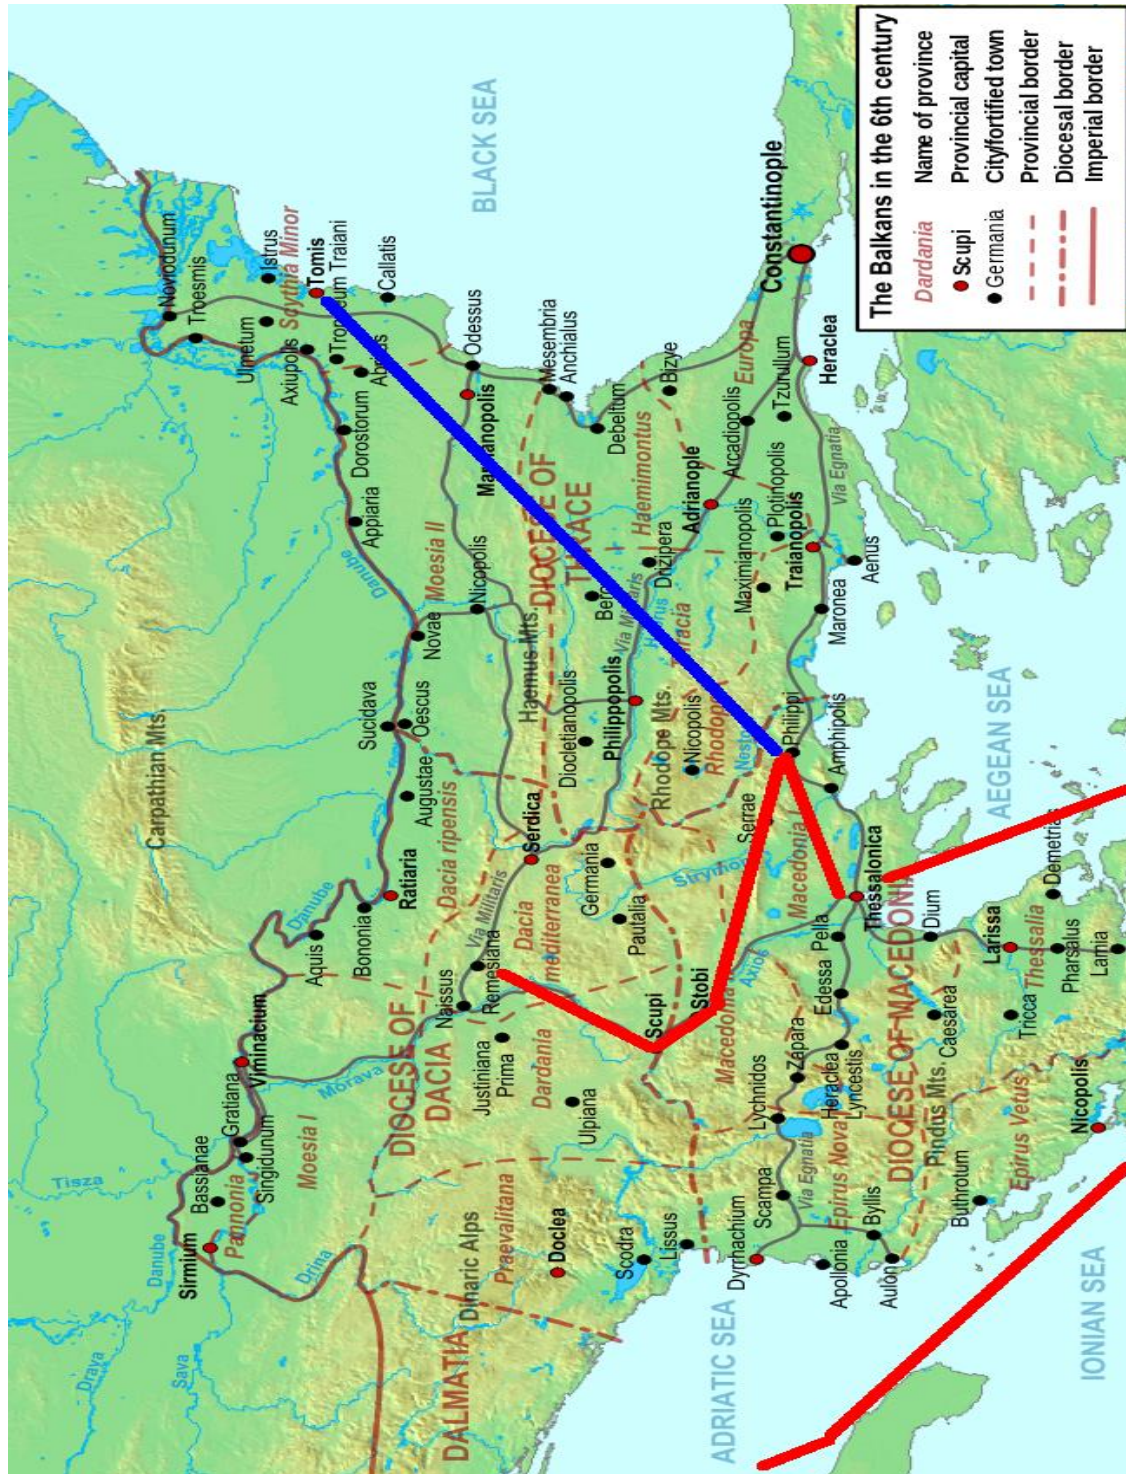 The Balkans in the 6th century
Dardania
Name of province
Scupi
Provincial capital
Germania
City/fortified town
Provincial border
Diocesal border
Imperial border
BLACK SEA
AEGEAN SEA
ADRIATIC SEA
IONIAN SEA
Carpathian Mts.
Dinaric Alps
Haemus Mts.
Rhodope Mts.
Pindus Mts.
DALMATIA
DIOCESE OF
DACIA
DIOCESE OF
THRACE
DIOCESE OF MACEDONIA
Pannonia
Moesia I
Praevalitana
Dardania
Dacia
mediterranea
Dacia ripensis
Moesia II
Scythia Minor
Haemimontus
Europa
Rhodope
Macedonia I
Macedonia
Epirus Nova
Epirus Vetus
Thessalia
Drava
Sava
Danube
Drina
Tisza
Morava
Danube
Danube
Strymon
Axios
Via Militaris
Via Militaris
Via Egnatia
Via Egnatia
Sirmium
Bassianae
Singidunum
Gratiana
Viminacium
Aquis
Bononia
Ratiaria
Augustae
Oescus
Sucidava
Novae
Appiaria
Dorostorum
Axiupolis
Ulmetum
Troesmis
Noviodunum
Istrus
Tomis
Callatis
Odessus
Mesembria
Anchialus
Debeltum
Bizye
Constantinople
Heraclea
Tzurullum
Arcadiopolis
Adrianople
Drizipera
Plotinopolis
Traianopolis
Maximianopolis
Aenus
Maronea
Philippi
Amphipolis
Serrae
Thessalonica
Pella
Edessa
Dium
Larissa
Demetrias
Pharsalus
Lamia
Tricca
Caesarea
Nicopolis
Buthrotum
Aulon
Byllis
Apollonia
Dyrrhachium
Scampa
Lychnidos
Zapara
Heraclea
Lyncestis
Stobi
Scupi
Ulpiana
Justiniana
Prima
Naissus
Remesiana
Serdica
Germania
Pautalia
Diocletianopolis
Philippopolis
Nicopolis
Nicopolis
Doclea
Scodra
Lissus